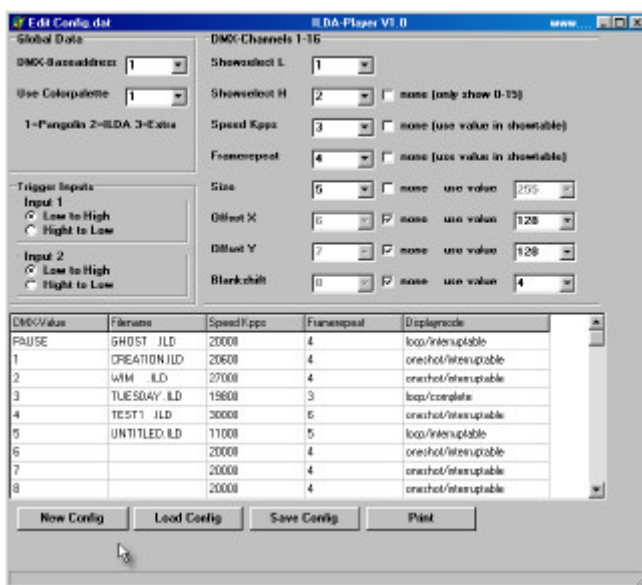 Edit Config.dat ILDA-Player V1.0 www....
Global Data
DMX-Baseaddress 1
Use Colorpalette 1
1=Pangolin 2=ILDA 3=Extra
Trigger Inputs
Input 1
Low to High
Hight to Low
Input 2
Low to High
Hight to Low
DMX-Channels 1-16
Showselect L 1
Showselect H 2 none (only show 0-15)
Speed Kpps 3 none (use value in showtable)
Framerepeat 4 none (use value in showtable)
Size 5 none use value 255
Offset X 6 none use value 128
Offset Y 7 none use value 128
Blankshift 8 none use value 4
DMX-Value Filename Speed Kpps Framerepeat Displaymode
PAUSE GHOST .ILD 20000 4 loop/interruptable
1 CREATION.ILD 20600 4 oneshot/interruptable
2 WIM .ILD 27000 4 oneshot/interruptable
3 TUESDAY .ILD 19800 3 loop/complete
4 TEST1 .ILD 30000 6 oneshot/interruptable
5 UNTITLED.ILD 11000 5 loop/interruptable
6 20000 4 oneshot/interruptable
7 20000 4 oneshot/interruptable
8 20000 4 oneshot/interruptable
New Config Load Config Save Config Print